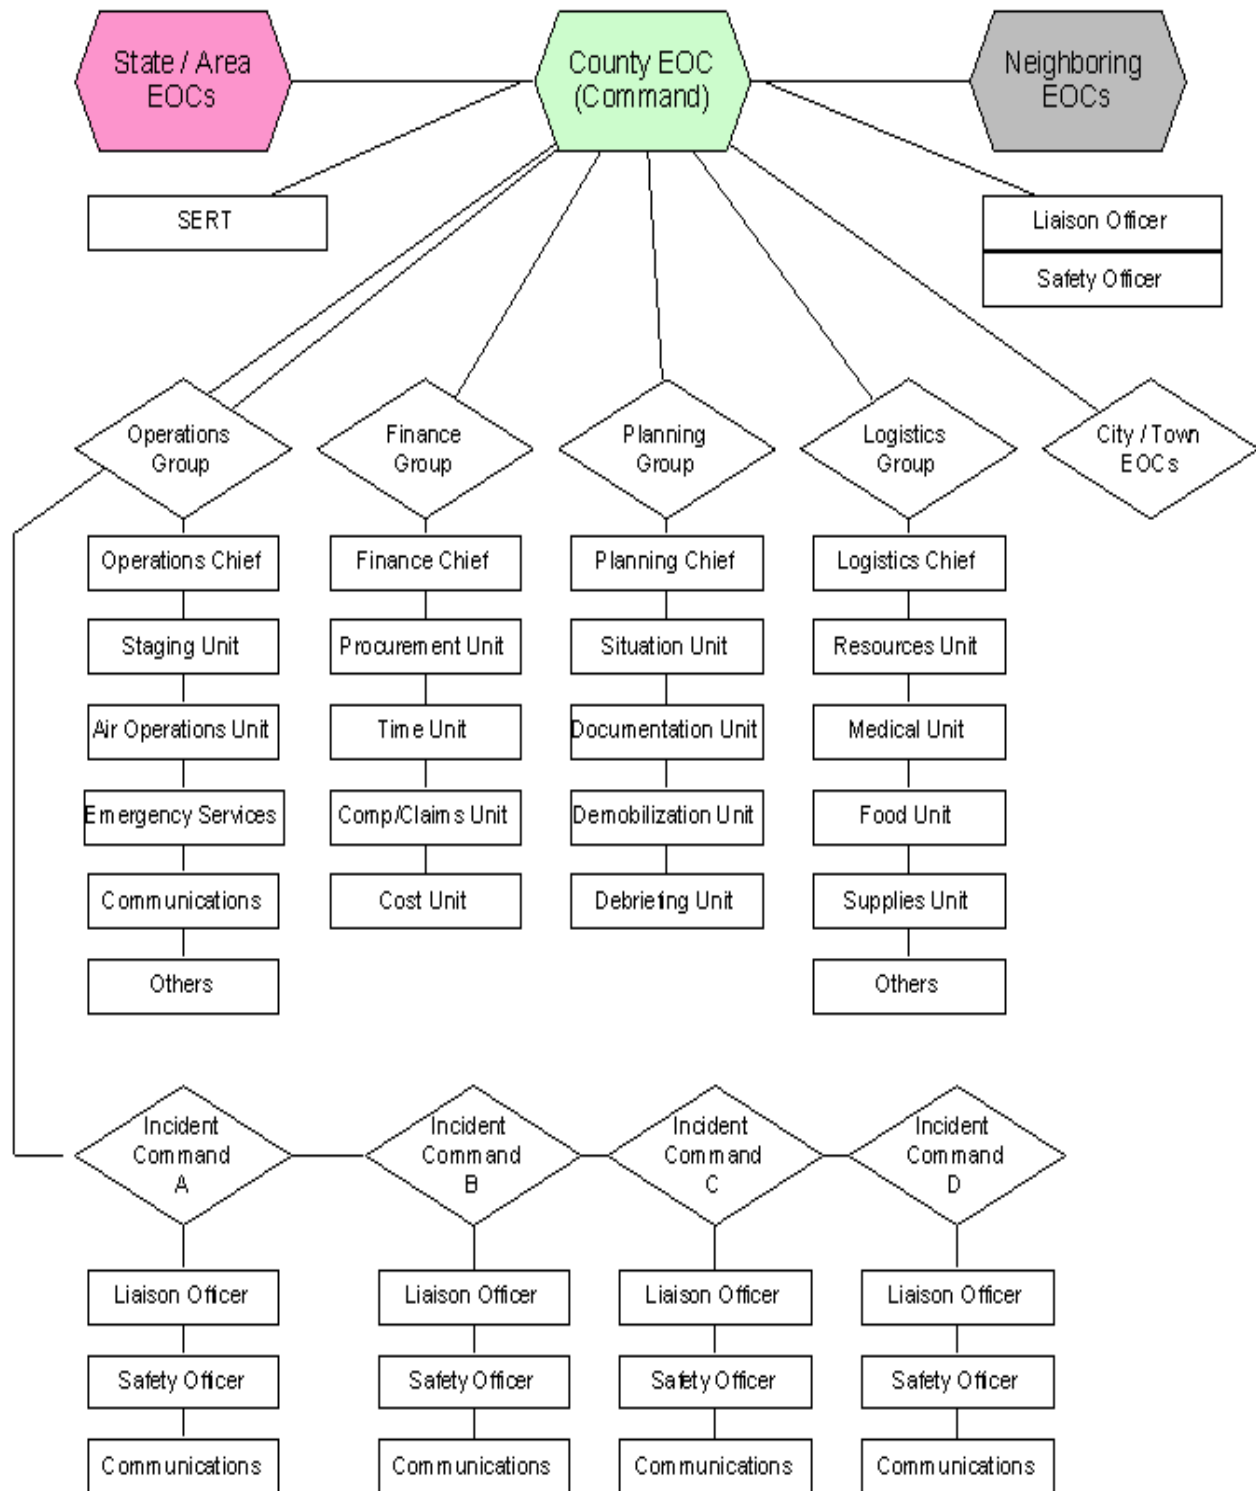 State / Area
EOCs
County EOC
(Command)
Neighboring
EOCs
SERT
Liaison Officer
Safety Officer
Operations
Group
Finance
Group
Planning
Group
Logistics
Group
City / Town
EOCs
Operations Chief
Finance Chief
Planning Chief
Logistics Chief
Staging Unit
Procurement Unit
Situation Unit
Resources Unit
Air Operations Unit
Time Unit
Documentation Unit
Medical Unit
Emergency Services
Comp/Claims Unit
Demobilization Unit
Food Unit
Communications
Cost Unit
Debriefing Unit
Supplies Unit
Others
Others
Incident
Command
A
Incident
Command
B
Incident
Command
C
Incident
Command
D
Liaison Officer
Liaison Officer
Liaison Officer
Liaison Officer
Safety Officer
Safety Officer
Safety Officer
Safety Officer
Communications
Communications
Communications
Communications